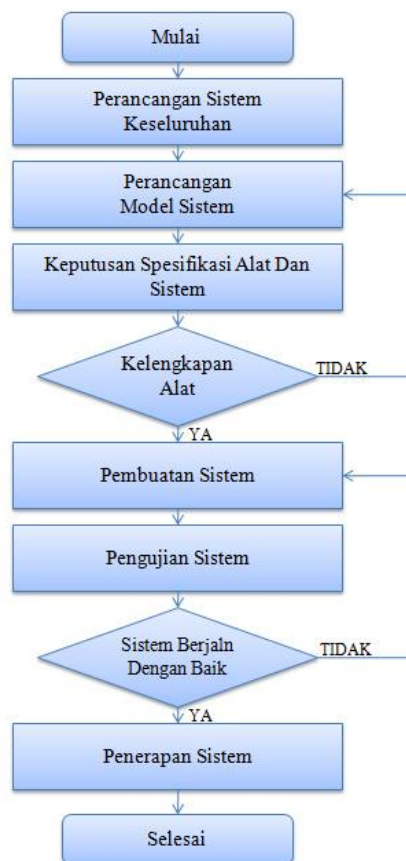 Mulai
Perancangan Sistem
Keseluruhan
Perancangan
Model Sistem
Keputusan Spesifikasi Alat Dan
Sistem
Kelengkapan
Alat
TIDAK
YA
Pembuatan Sistem
Pengujian Sistem
Sistem Berjaln
Dengan Baik
TIDAK
YA
Penerapan Sistem
Selesai